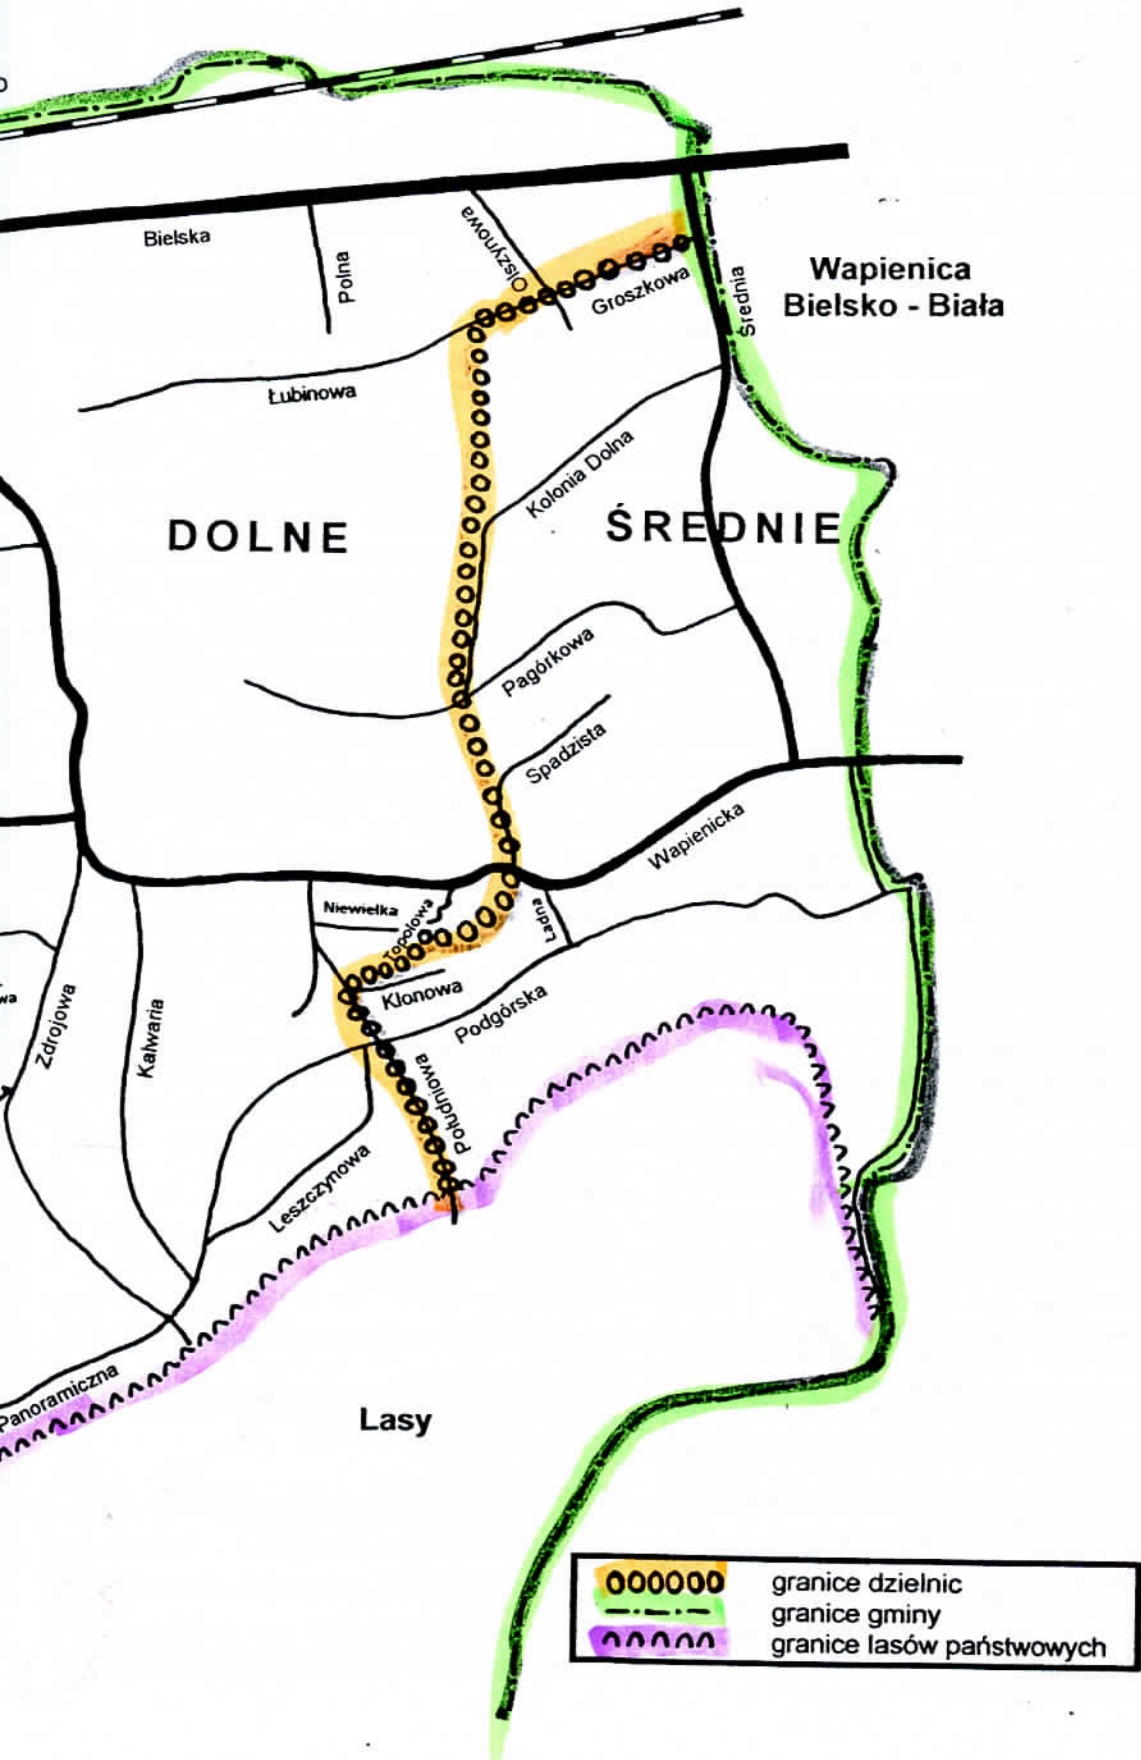 Bielska
Polna
Olszynowa
Groszkowa
Średnia
Wapienica
Bielsko - Biała
Łubinowa
Kolonia Dolna
DOLNE
ŚREDNIE
Pagórkowa
Spadzista
Wapienicka
Niewielka
Topolowa
Ładna
Klonowa
Podgórska
Zdrojowa
Kalwaria
Południowa
Leszczynowa
Panoramiczna
Lasy
granice dzielnic
granice gminy
granice lasów państwowych